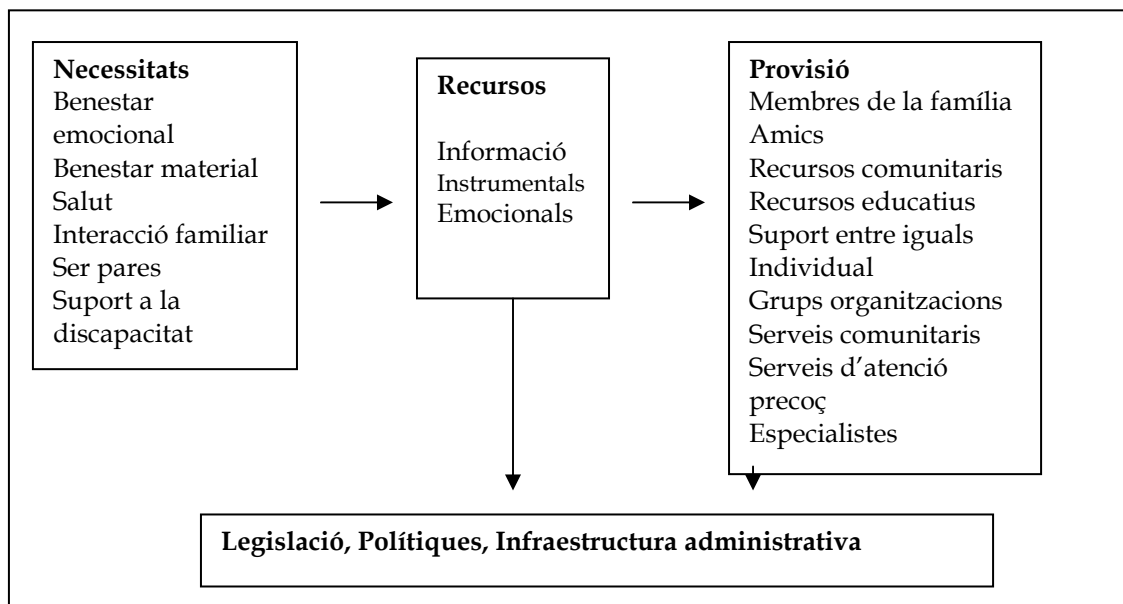 Necessitats
Benestar
emocional
Benestar material
Salut
Interacció familiar
Ser pares
Suport a la
discapacitat
Recursos
Informació
Instrumentals
Emocionals
Provisió
Membres de la família
Amics
Recursos comunitaris
Recursos educatius
Suport entre iguals
Individual
Grups organitzacions
Serveis comunitaris
Serveis d’atenció
precoç
Especialistes
Legislació, Polítiques, Infraestructura administrativa